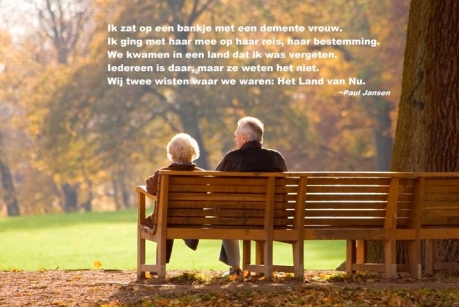 Ik zat op een bankje met een demente vrouw.
Ik ging met haar mee op haar reis, haar bestemming.
We kwamen in een land dat ik was vergeten.
Iedereen is daar, maar ze weten het niet.
Wij twee wisten waar we waren: Het Land van Nu.
~Paul Jansen